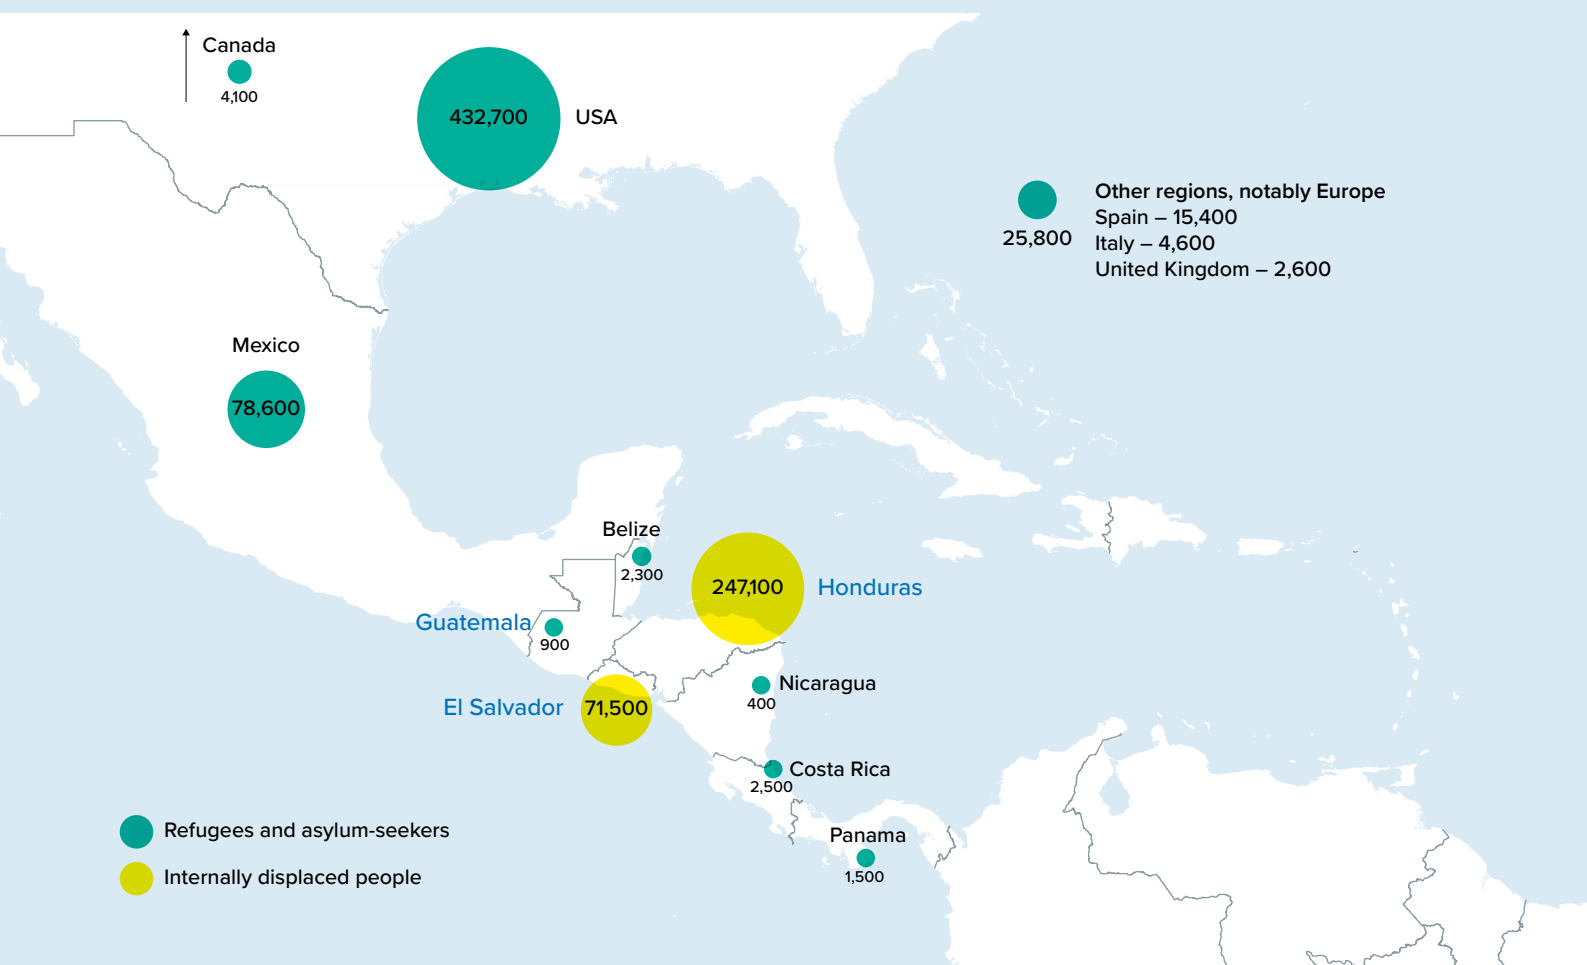 Canada
4,100
432,700
USA
Other regions, notably Europe
Spain – 15,400
Italy – 4,600
United Kingdom – 2,600
25,800
Mexico
78,600
Belize
2,300
247,100
Honduras
Guatemala
900
El Salvador
71,500
Nicaragua
400
Costa Rica
2,500
Panama
1,500
Refugees and asylum-seekers
Internally displaced people